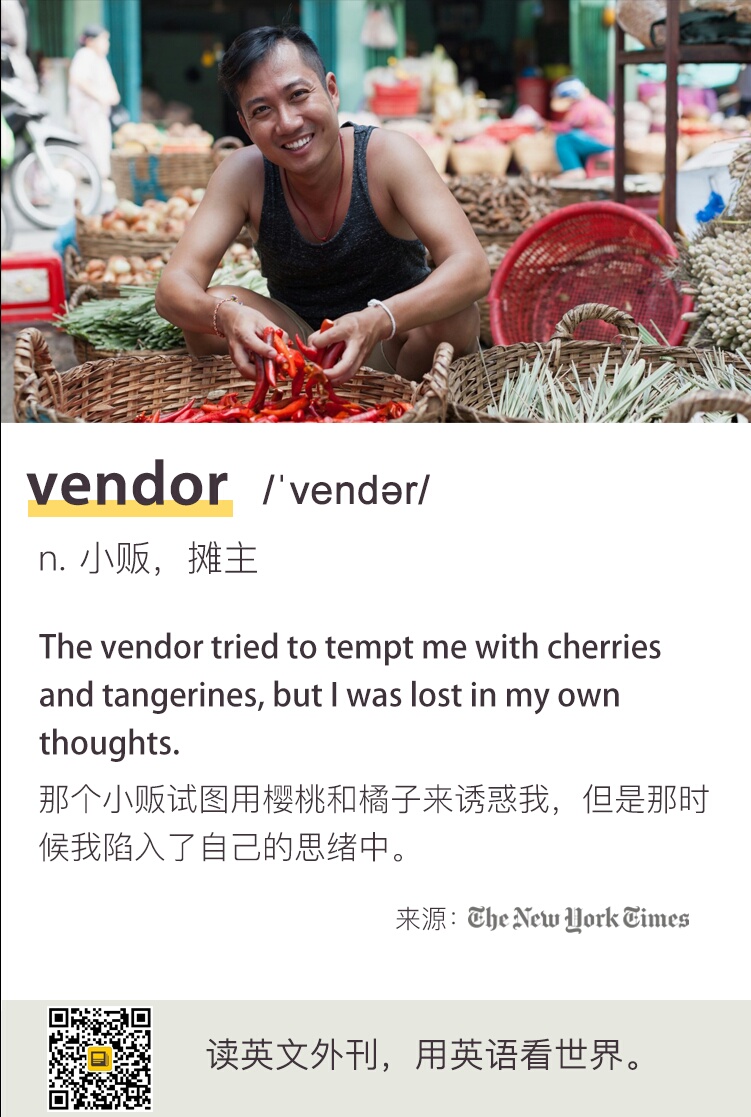 vendor /ˈvendər/
n. 小贩，摊主
The vendor tried to tempt me with cherries
and tangerines, but I was lost in my own
thoughts.
那个小贩试图用樱桃和橘子来诱惑我，但是那时
候我陷入了自己的思绪中。
来源：The New York Times
读英文外刊，用英语看世界。